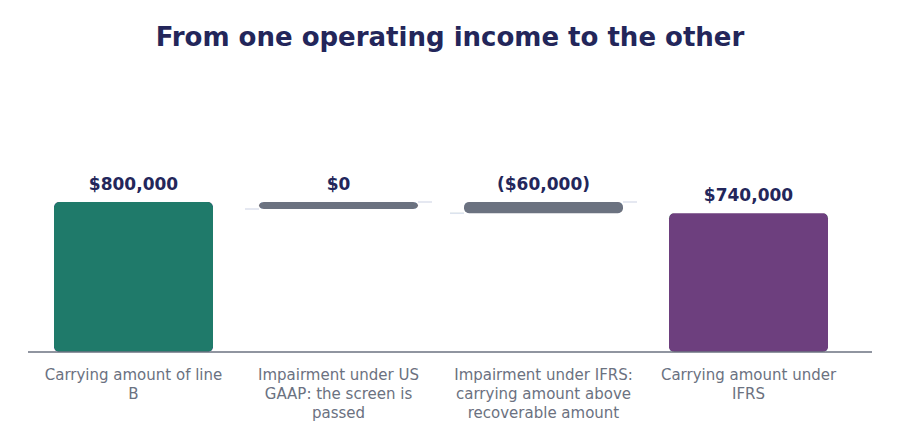 From one operating income to the other
$800,000
$0
($60,000)
$740,000
Carrying amount of line
B
Impairment under US
GAAP: the screen is
passed
Impairment under IFRS:
carrying amount above
recoverable amount
Carrying amount under
IFRS